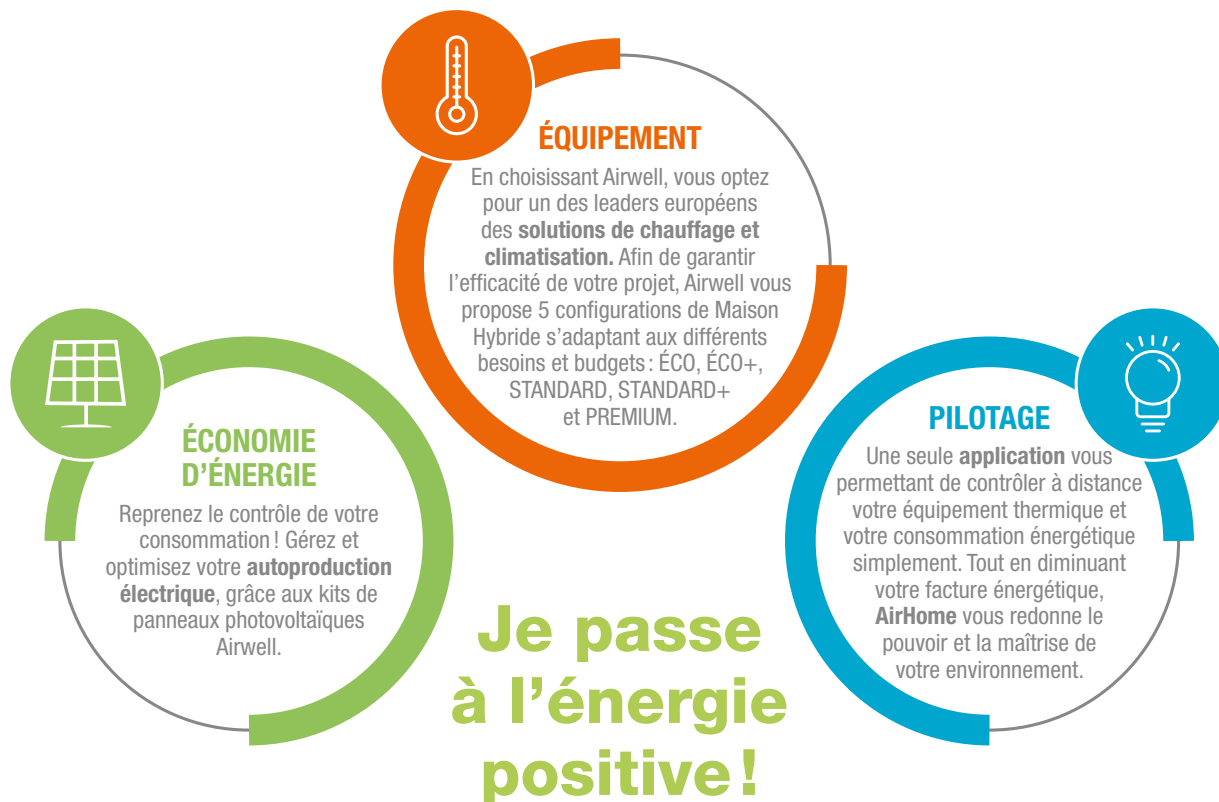 ÉQUIPEMENT
En choisissant Airwell, vous optez
pour un des leaders européens
des solutions de chauffage et
climatisation. Afin de garantir
l’efficacité de votre projet, Airwell vous
propose 5 configurations de Maison
Hybride s’adaptant aux différents
besoins et budgets : ÉCO, ÉCO+,
STANDARD, STANDARD+
et PREMIUM.
ÉCONOMIE
D’ÉNERGIE
Reprenez le contrôle de votre
consommation ! Gérez et
optimisez votre autoproduction
électrique, grâce aux kits de
panneaux photovoltaïques
Airwell.
PILOTAGE
Une seule application vous
permettant de contrôler à distance
votre équipement thermique et
votre consommation énergétique
simplement. Tout en diminuant
votre facture énergétique,
AirHome vous redonne le
pouvoir et la maîtrise de
votre environnement.
Je passe
à l’énergie
positive !